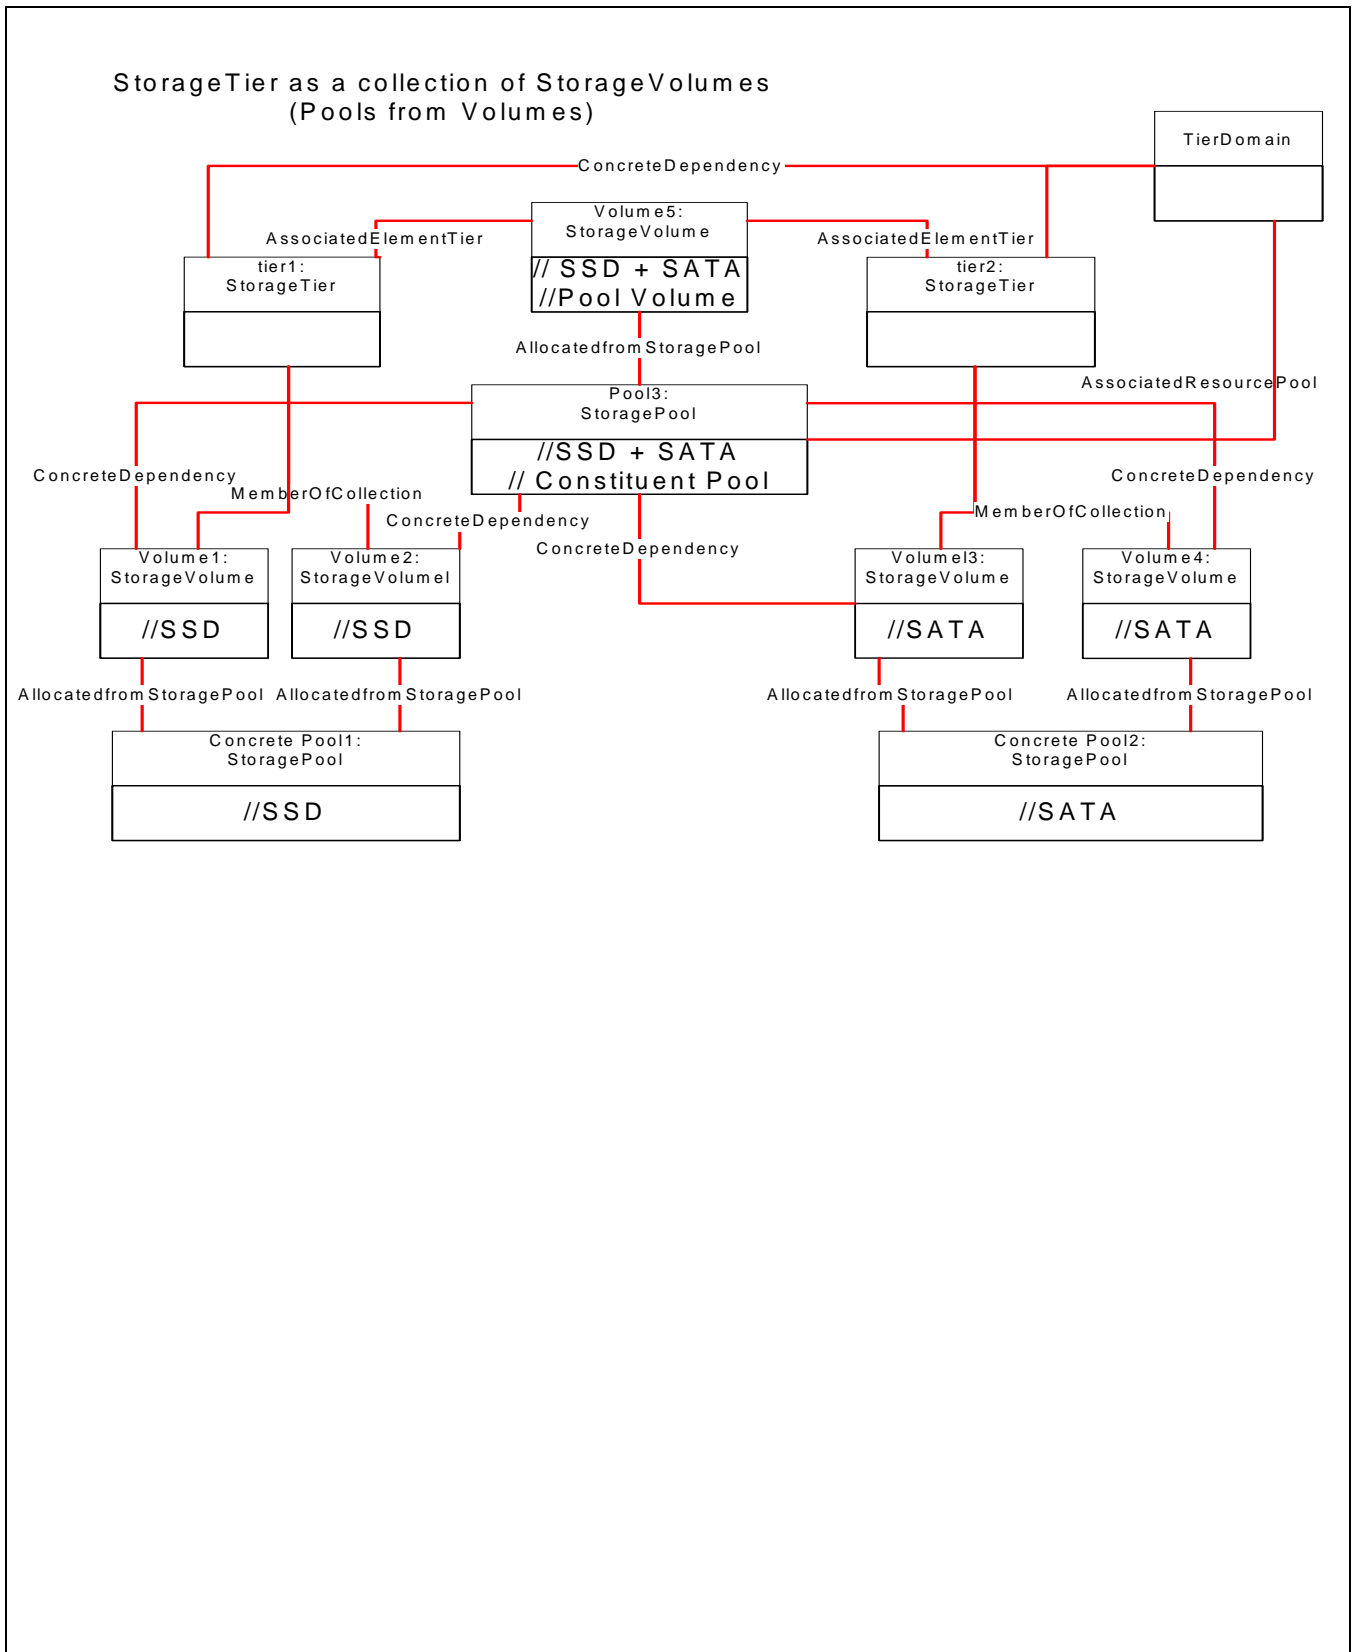 StorageTier as a collection of StorageVolumes
(Pools from Volumes)
TierDomain
ConcreteDependency
Volume5:
StorageVolume
AssociatedElementTier
AssociatedElementTier
tier1:
StorageTier
// SSD + SATA
//Pool Volume
tier2:
StorageTier
AllocatedfromStoragePool
AssociatedResourcePool
Pool3:
StoragePool
//SSD + SATA
// Constituent Pool
ConcreteDependency
ConcreteDependency
MemberOfCollection
MemberOfCollection
ConcreteDependency
ConcreteDependency
Volume1:
StorageVolume
Volume2:
StorageVolumel
Volumel3:
StorageVolume
Volume4:
StorageVolume
//SSD
//SSD
//SATA
//SATA
AllocatedfromStoragePool
AllocatedfromStoragePool
AllocatedfromStoragePool
AllocatedfromStoragePool
Concrete Pool1:
StoragePool
Concrete Pool2:
StoragePool
//SSD
//SATA